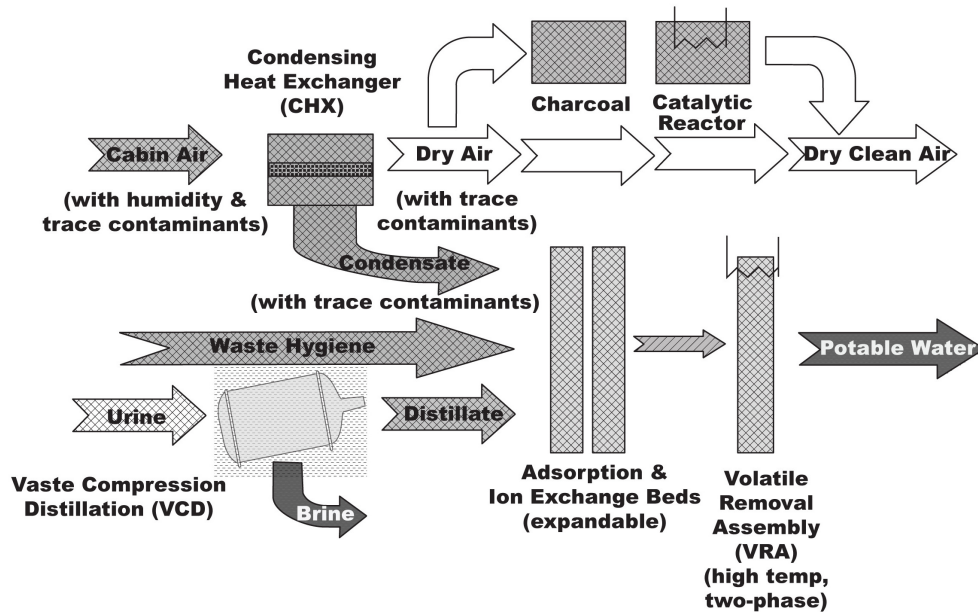 Condensing
Heat Exchanger
(CHX)
Charcoal
Catalytic
Reactor
Cabin Air
Dry Air
Dry Clean Air
(with humidity &
trace contaminants)
(with trace
contaminants)
Condensate
(with trace contaminants)
Waste Hygiene
Potable Water
Urine
Distillate
Vaste Compression
Distillation (VCD)
Brine
Adsorption &
Ion Exchange Beds
(expandable)
Volatile
Removal
Assembly
(VRA)
(high temp,
two-phase)